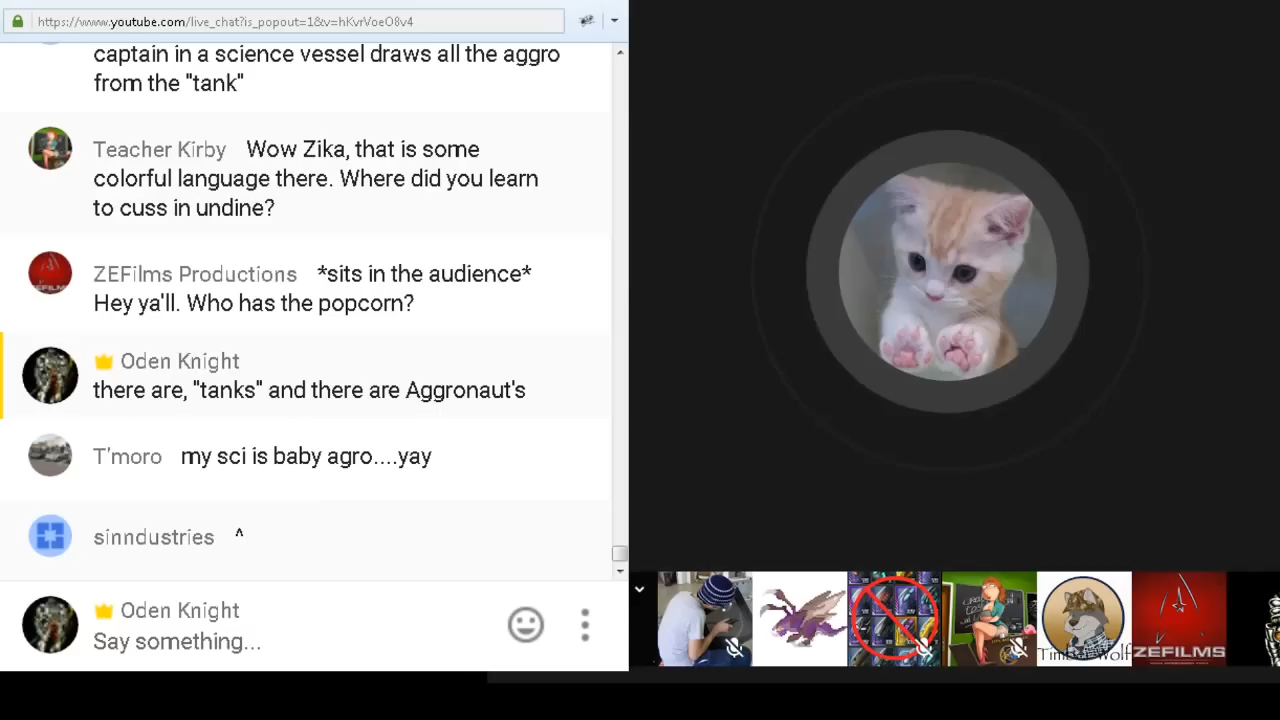 https://www.youtube.com/live_chat?is_popout=1&v=hKvrVoeO8v4
captain in a science vessel draws all the aggro
from the "tank"
Teacher Kirby Wow Zika, that is some
colorful language there. Where did you learn
to cuss in undine?
ZEFilms Productions *sits in the audience*
Hey ya'll. Who has the popcorn?
Oden Knight
there are, "tanks" and there are Aggronaut's
T'moro my sci is baby agro....yay
sinndustries ^
Oden Knight
Say something...
Timber Wolf
ZEFILMS